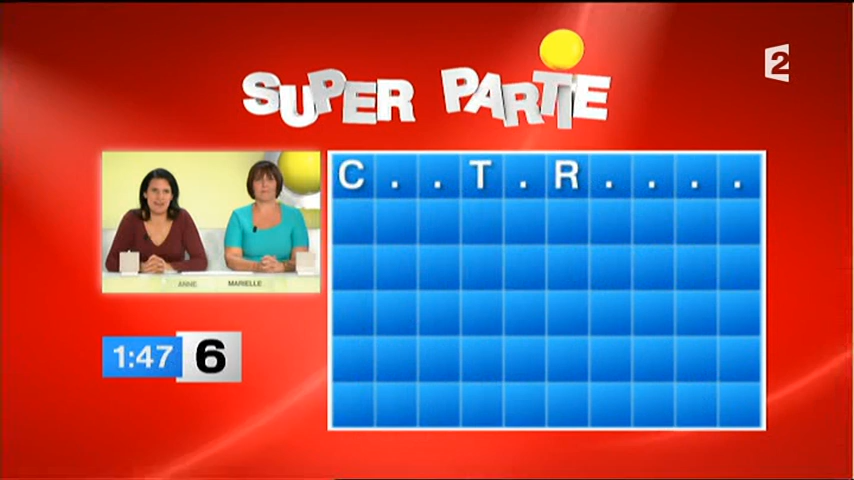 SUPER PARTIE
2
C . . T . R . . . .
ANNE MARIELLE
1:47 6